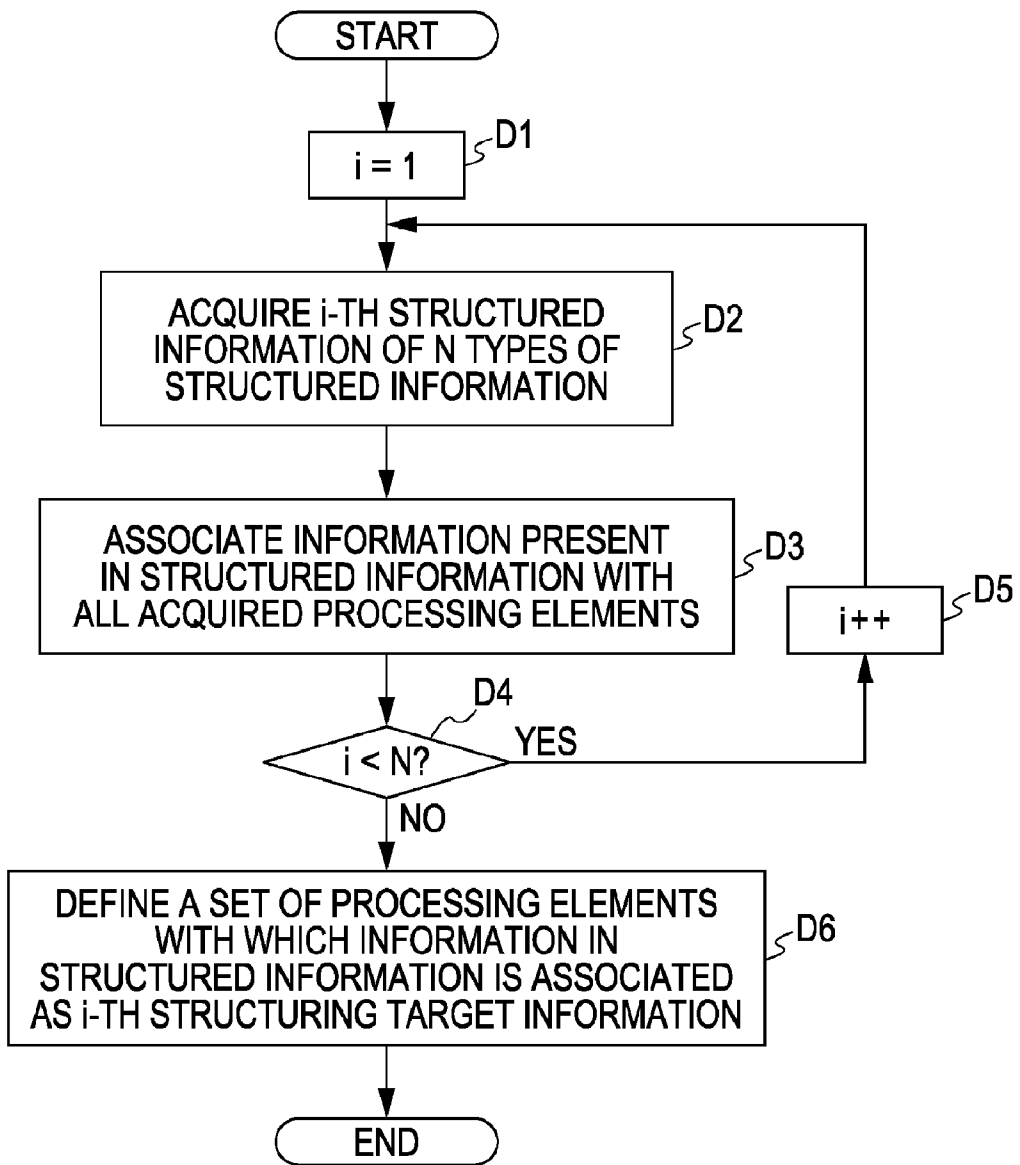 START
D1
i = 1
ACQUIRE i-TH STRUCTURED
INFORMATION OF N TYPES OF
STRUCTURED INFORMATION
D2
ASSOCIATE INFORMATION PRESENT
IN STRUCTURED INFORMATION WITH
ALL ACQUIRED PROCESSING ELEMENTS
D3
D5
i++
D4
i < N?
YES
NO
DEFINE A SET OF PROCESSING ELEMENTS
WITH WHICH INFORMATION IN
STRUCTURED INFORMATION IS ASSOCIATED
AS i-TH STRUCTURING TARGET INFORMATION
D6
END